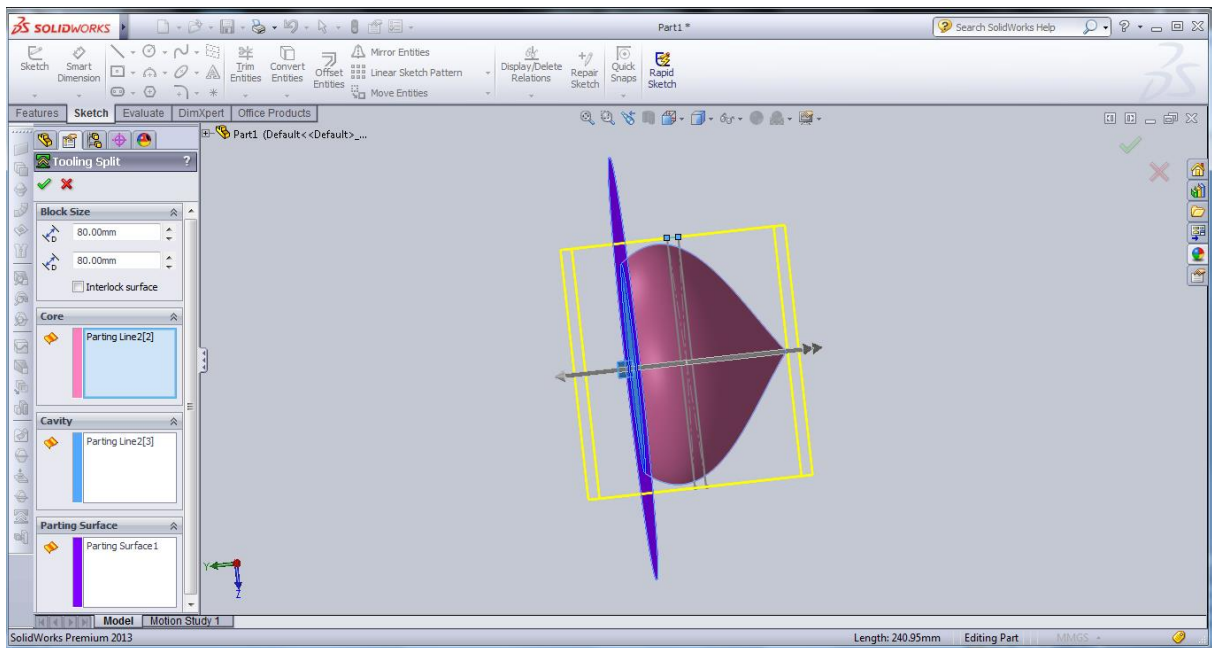 SOLIDWORKS
Part1 *
Search SolidWorks Help
Sketch
Smart Dimension
Trim Entities
Convert Entities
Offset Entities
Mirror Entities
Linear Sketch Pattern
Move Entities
Display/Delete Relations
Repair Sketch
Quick Snaps
Rapid Sketch
Features Sketch Evaluate DimXpert Office Products
Part1 (Default<<Default>_...
Tooling Split ?
Block Size
80.00mm
80.00mm
Interlock surface
Core
Parting Line2[2]
Cavity
Parting Line2[3]
Parting Surface
Parting Surface1
Y
Z
Model Motion Study 1
SolidWorks Premium 2013 Length: 240.95mm Editing Part MMGS